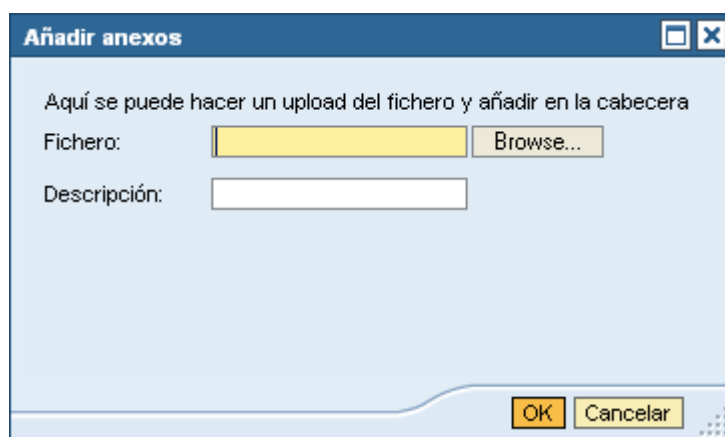 Añadir anexos
Aquí se puede hacer un upload del fichero y añadir en la cabecera
Fichero: Browse...
Descripción:
OK Cancelar